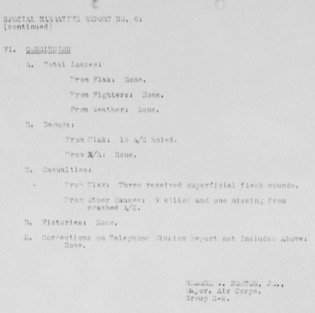 SPECIAL NARRATIVE REPORT NO. 6:
(continued)
VI. CONCLUSION
A. Total Losses:
From Flak: None.
From Fighters: None.
From Weather: None.
B. Damage:
From Flak: 16 A/C holed.
From E/A: None.
C. Casualties:
From Flak: Three received superficial flesh wounds.
From Other Causes: 9 killed and one missing from
crashed A/C.
D. Victories: None.
E. Corrections on Telephone Mission Report not Included Above:
None.
Major, Air Corps,
Group S-2.